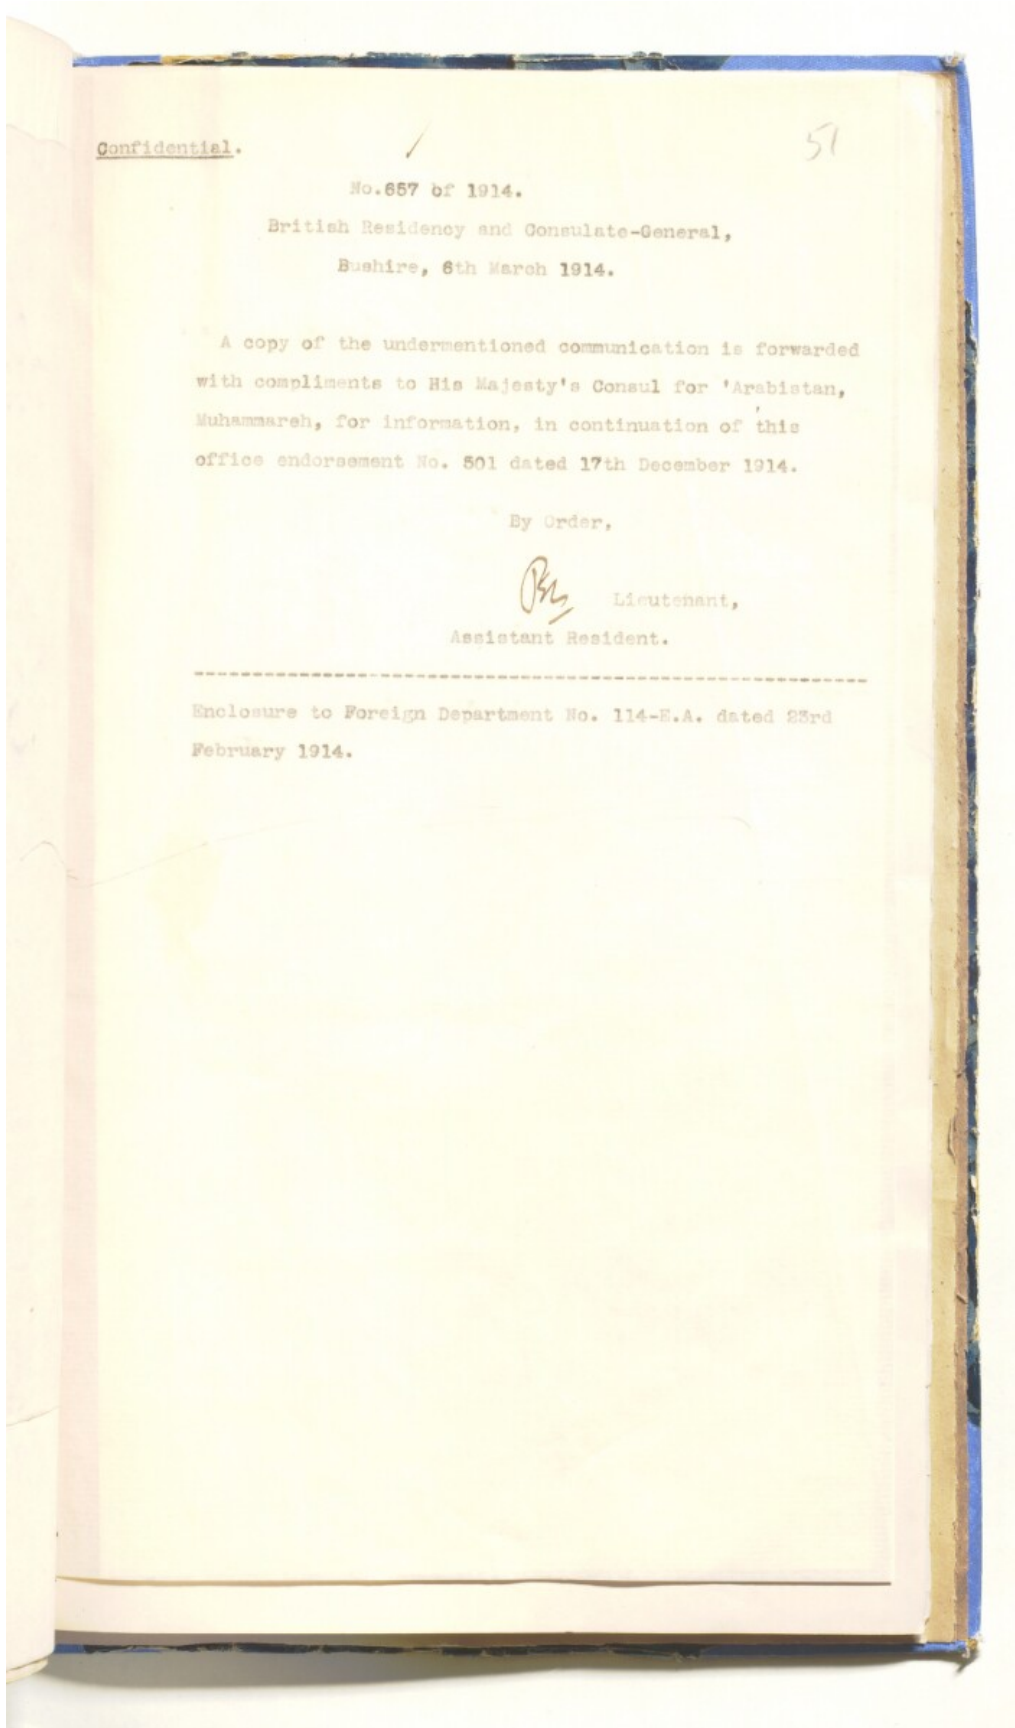 Confidential.
51
No.657 of 1914.
British Residency and Consulate-General,
Bushire, 6th March 1914.
A copy of the undermentioned communication is forwarded
with compliments to His Majesty's Consul for 'Arabistan,
Muhammareh, for information, in continuation of this
office endorsement No. 501 dated 17th December 1914.
By Order,
Lieutenant,
Assistant Resident.
Enclosure to Foreign Department No. 114-E.A. dated 23rd
February 1914.